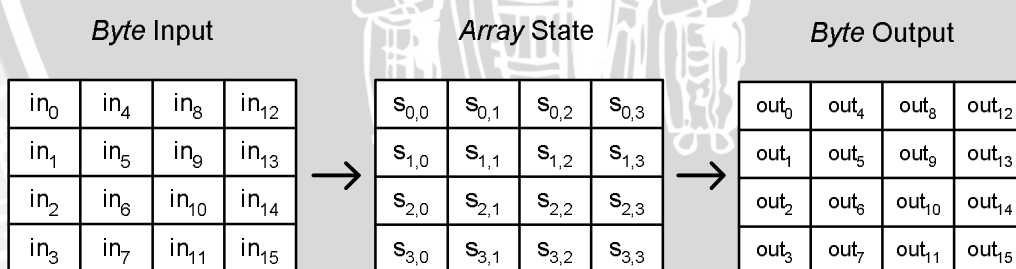 Byte Input Array State Byte Output
in0 in4 in8 in12 s0,0 s0,1 s0,2 s0,3 out0 out4 out8 out12
in1 in5 in9 in13 s1,0 s1,1 s1,2 s1,3 out1 out5 out9 out13
in2 in6 in10 in14 s2,0 s2,1 s2,2 s2,3 out2 out6 out10 out14
in3 in7 in11 in15 s3,0 s3,1 s3,2 s3,3 out3 out7 out11 out15